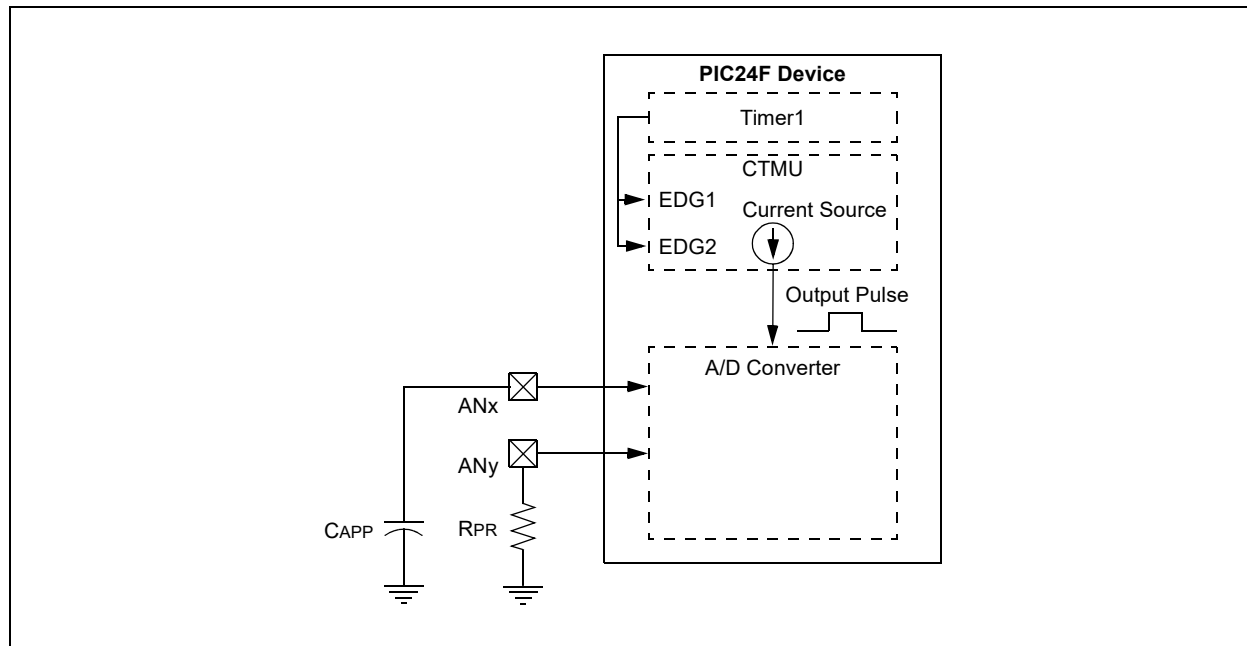 PIC24F Device
Timer1
CTMU
EDG1
Current Source
EDG2
Output Pulse
A/D Converter
ANx
ANy
CAPP
RPR